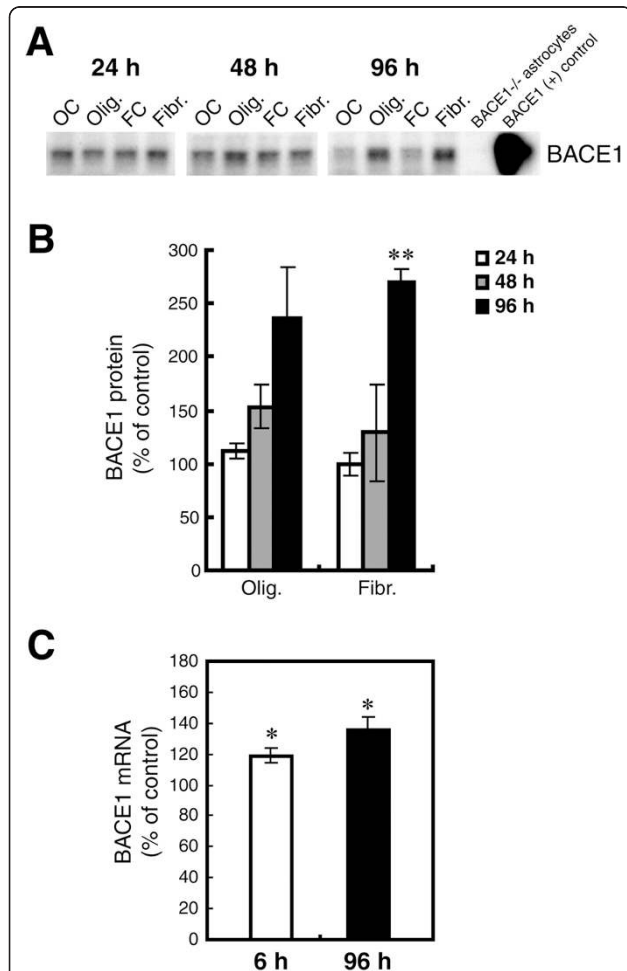 A
24 h 48 h 96 h
OC Olig. FC Fibr. OC Olig. FC Fibr. OC Olig. FC Fibr. BACE1-/- astrocytes BACE1 (+) control
BACE1
B
BACE1 protein
(% of control)
300
250
200
150
100
50
0
**
24 h
48 h
96 h
Olig. Fibr.
C
BACE1 mRNA
(% of control)
180
160
140
120
100
80
60
40
20
0
* *
6 h 96 h